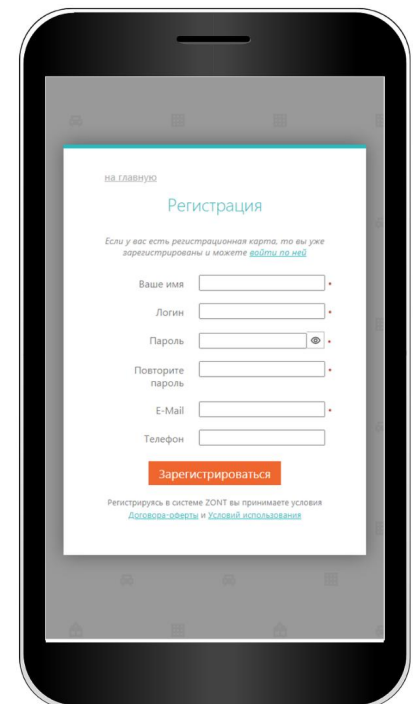 на главную
Регистрация
Если у вас есть регистрационная карта, то вы уже
зарегистрированы и можете войти по ней
Ваше имя
Логин
Пароль
Повторите
пароль
E-Mail
Телефон
Зарегистрироваться
Регистрируясь в системе ZONT вы принимаете условия
Договора-оферты и Условий использования